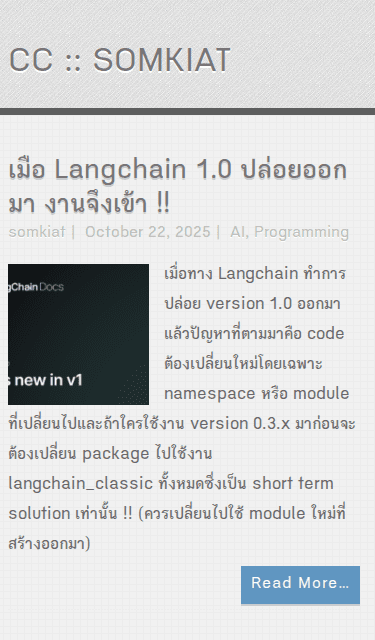 CC :: SOMKIAT
เมื่อ Langchain 1.0 ปล่อยออก
มา งานจึงเข้า !!
somkiat | October 22, 2025 | AI, Programming
gChain Docs
s new in v1
เมื่อทาง Langchain ทำการ
ปล่อย version 1.0 ออกมา
แล้วปัญหาที่ตามมาคือ code
ต้องเปลี่ยนใหม่โดยเฉพาะ
namespace หรือ module
ที่เปลี่ยนไปและถ้าใครใช้งาน version 0.3.x มาก่อนจะ
ต้องเปลี่ยน package ไปใช้งาน
langchain_classic ทั้งหมดซึ่งเป็น short term
solution เท่านั้น !! (ควรเปลี่ยนไปใช้ module ใหม่ที่
สร้างออกมา)
Read More...